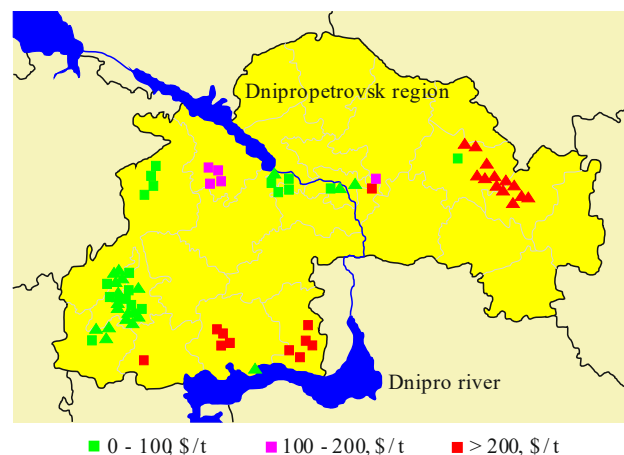 Dnipropetrovsk region
Dnipro river
0 - 100, $/t 100 - 200, $/t > 200, $/t